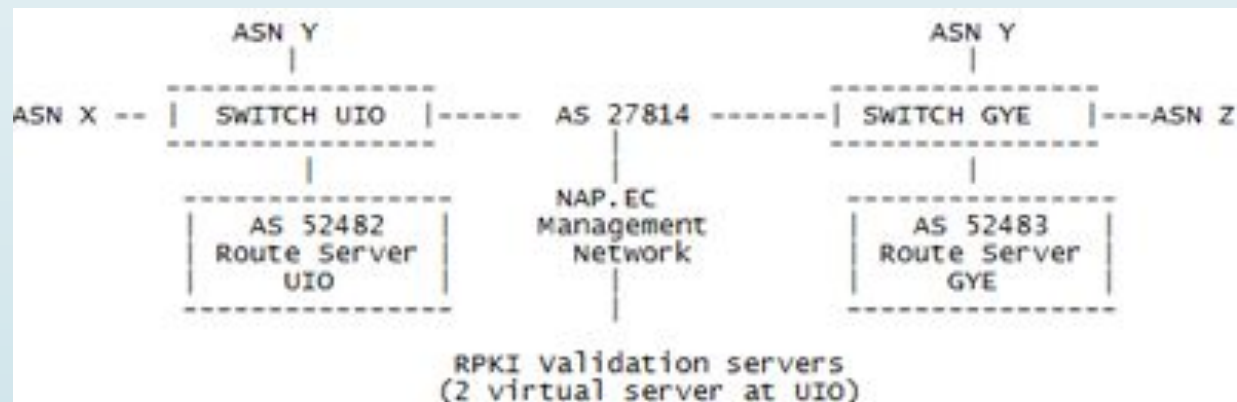 ASN Y ASN Y
ASN X -- | SWITCH UIO |----- AS 27814 -------| SWITCH GYE |---ASN Z
AS 52482 NAP.EC AS 52483
Route Server Management Route Server
UIO Network GYE
RPKI Validation servers
(2 virtual server at UIO)